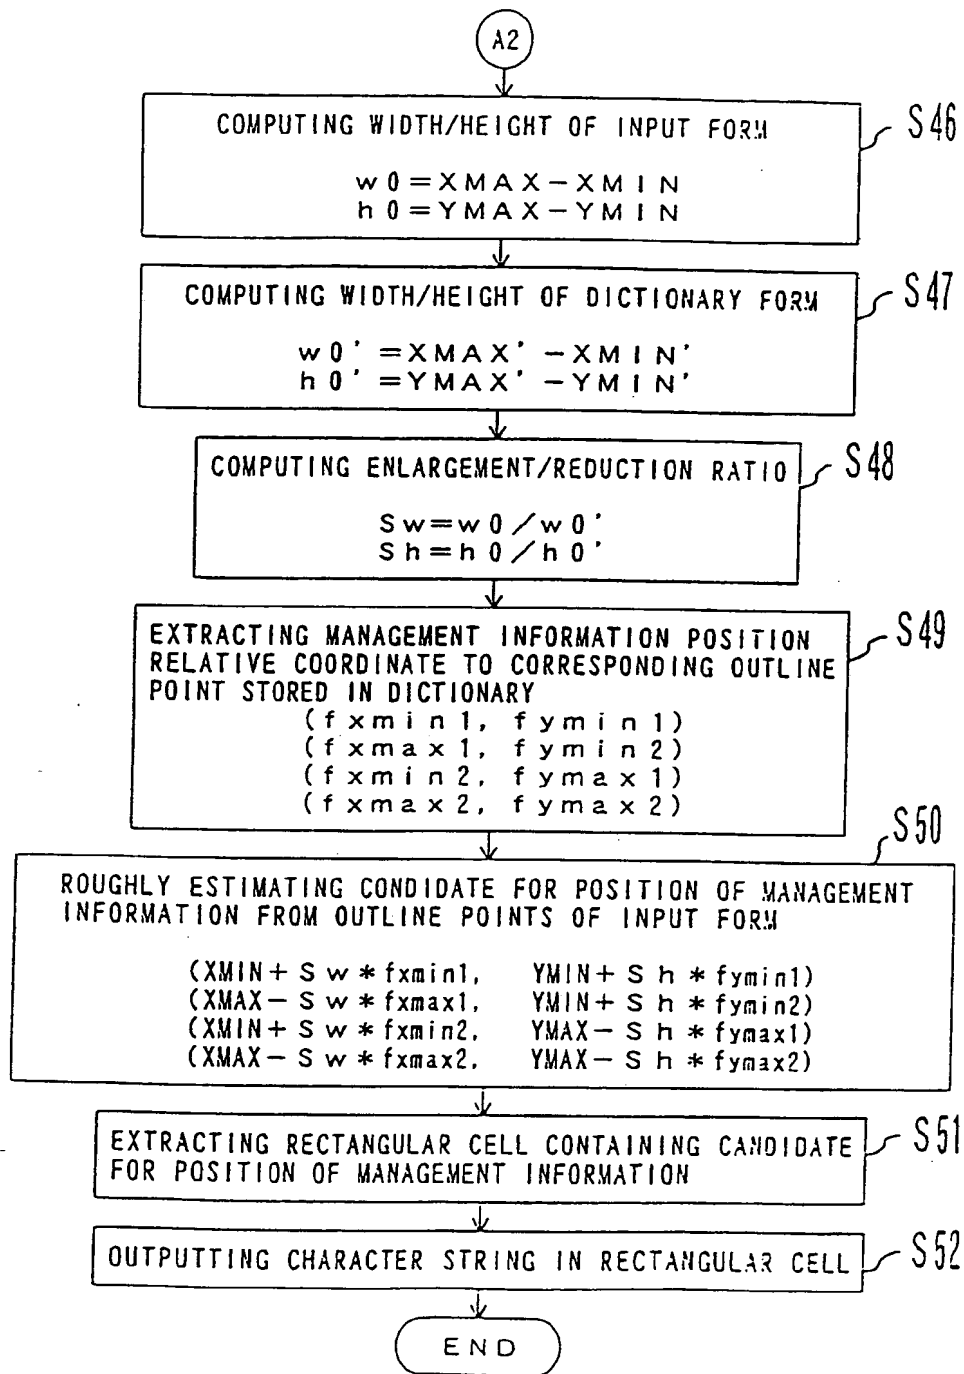 A2
COMPUTING WIDTH/HEIGHT OF INPUT FORM
S46
w0=XMAX-XMIN
h0=YMAX-YMIN
COMPUTING WIDTH/HEIGHT OF DICTIONARY FORM
S47
w0'=XMAX'-XMIN'
h0'=YMAX'-YMIN'
COMPUTING ENLARGEMENT/REDUCTION RATIO
S48
Sw=w0/w0'
Sh=h0/h0'
EXTRACTING MANAGEMENT INFORMATION POSITION
S49
RELATIVE COORDINATE TO CORRESPONDING OUTLINE
POINT STORED IN DICTIONARY
(fxmin1, fymin1)
(fxmax1, fymin2)
(fxmin2, fymax1)
(fxmax2, fymax2)
S50
ROUGHLY ESTIMATING CONDIDATE FOR POSITION OF MANAGEMENT
INFORMATION FROM OUTLINE POINTS OF INPUT FORM
(XMIN+Sw*fxmin1, YMIN+Sh*fymin1)
(XMAX-Sw*fxmax1, YMIN+Sh*fymin2)
(XMIN+Sw*fxmin2, YMAX-Sh*fymax1)
(XMAX-Sw*fxmax2, YMAX-Sh*fymax2)
EXTRACTING RECTANGULAR CELL CONTAINING CANDIDATE
S51
FOR POSITION OF MANAGEMENT INFORMATION
OUTPUTTING CHARACTER STRING IN RECTANGULAR CELL
S52
END